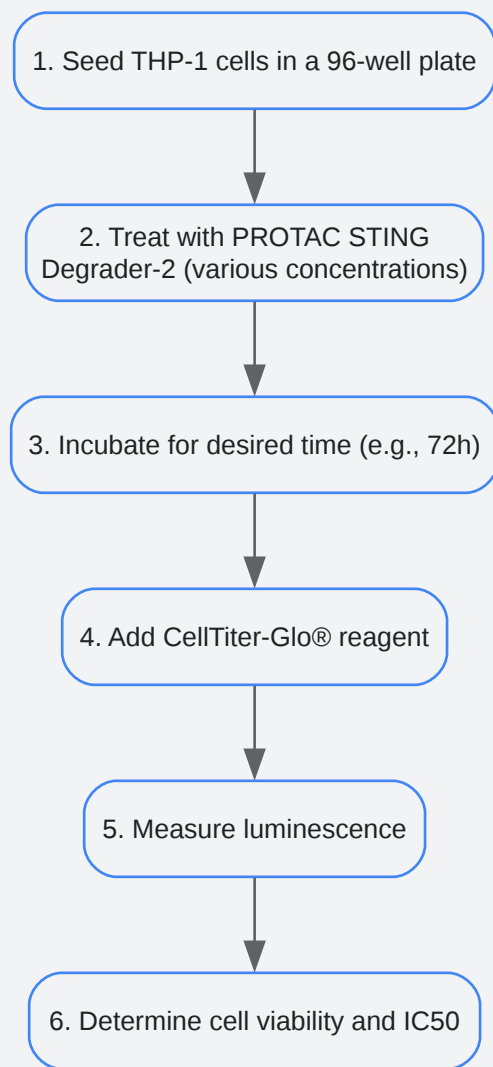 1. Seed THP-1 cells in a 96-well plate
2. Treat with PROTAC STING
Degrader-2 (various concentrations)
3. Incubate for desired time (e.g., 72h)
4. Add CellTiter-Glo® reagent
5. Measure luminescence
6. Determine cell viability and IC50